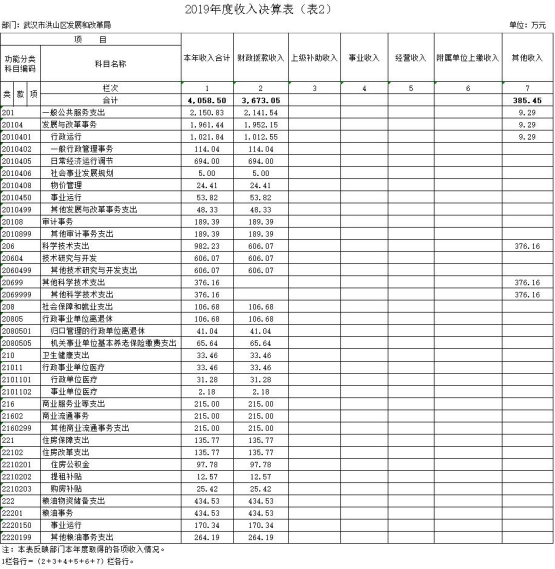 2019年度收入决算表（表2）
部门：武汉市洪山区发展和改革局 单位：万元
项 目 本年收入合计 财政拨款收入 上级补助收入 事业收入 经营收入 附属单位上缴收入 其他收入
功能分类科目编码 科目名称
类 款 项 栏次 1 2 3 4 5 6 7
合计 4,058.50 3,673.05 385.45
201 一般公共服务支出 2,150.83 2,141.54 9.29
20104 发展与改革事务 1,961.44 1,952.15 9.29
2010401 行政运行 1,021.84 1,012.55 9.29
2010402 一般行政管理事务 114.04 114.04
2010405 日常经济运行调节 694.00 694.00
2010406 社会事业发展规划 5.00 5.00
2010408 物价管理 24.41 24.41
2010450 事业运行 53.82 53.82
2010499 其他发展与改革事务支出 48.33 48.33
20108 审计事务 189.39 189.39
2010899 其他审计事务支出 189.39 189.39
206 科学技术支出 982.23 606.07 376.16
20604 技术研究与开发 606.07 606.07
2060499 其他技术研究与开发支出 606.07 606.07
20699 其他科学技术支出 376.16 376.16
2069999 其他科学技术支出 376.16 376.16
208 社会保障和就业支出 106.68 106.68
20805 行政事业单位离退休 106.68 106.68
2080501 归口管理的行政单位离退休 41.04 41.04
2080505 机关事业单位基本养老保险缴费支出 65.64 65.64
210 卫生健康支出 33.46 33.46
21011 行政事业单位医疗 33.46 33.46
2101101 行政单位医疗 31.28 31.28
2101102 事业单位医疗 2.18 2.18
216 商业服务业等支出 215.00 215.00
21602 商业流通事务 215.00 215.00
2160299 其他商业流通事务支出 215.00 215.00
221 住房保障支出 135.77 135.77
22102 住房改革支出 135.77 135.77
2210201 住房公积金 97.78 97.78
2210202 提租补贴 12.57 12.57
2210203 购房补贴 25.42 25.42
222 粮油物资储备支出 434.53 434.53
22201 粮油事务 434.53 434.53
2220150 事业运行 170.34 170.34
2220199 其他粮油事务支出 264.19 264.19
注：本表反映部门本年度取得的各项收入情况。
1栏各行＝（2＋3＋4＋5＋6＋7）栏各行。